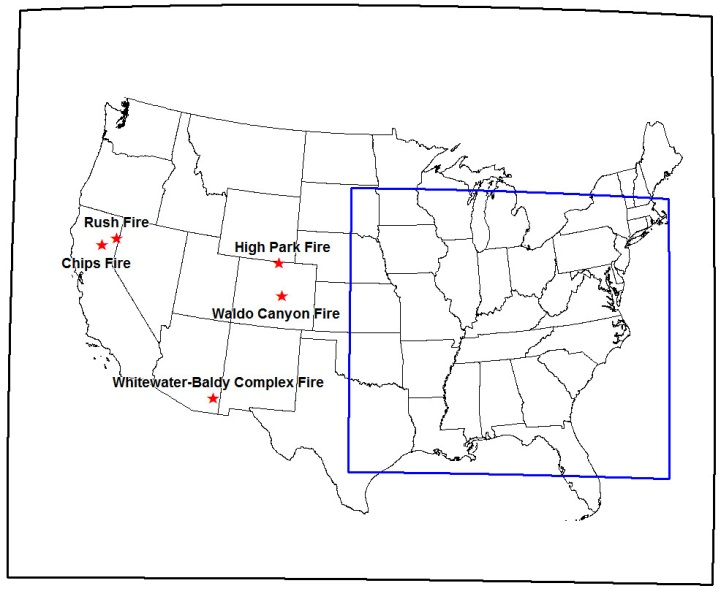 Rush Fire
High Park Fire
Chips Fire
Waldo Canyon Fire
Whitewater-Baldy Complex Fire